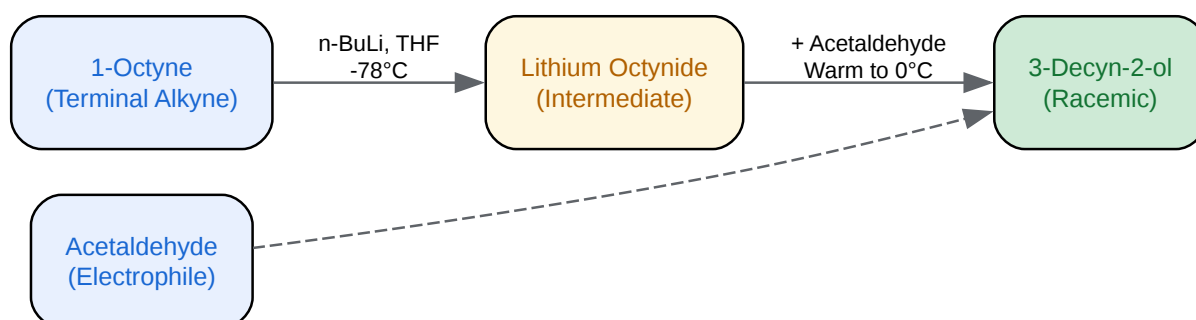 1-Octyne
(Terminal Alkyne)
n-BuLi, THF
-78°C
Lithium Octynide
(Intermediate)
+ Acetaldehyde
Warm to 0°C
3-Decyn-2-ol
(Racemic)
Acetaldehyde
(Electrophile)